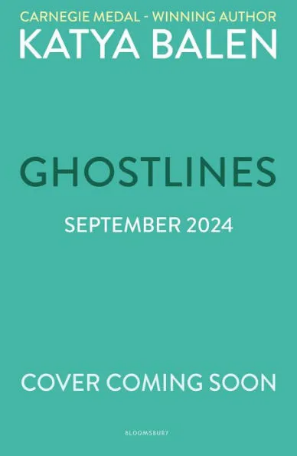 CARNEGIE MEDAL - WINNING AUTHOR
KATYA BALEN
GHOSTLINES
SEPTEMBER 2024
COVER COMING SOON
BLOOMSBURY